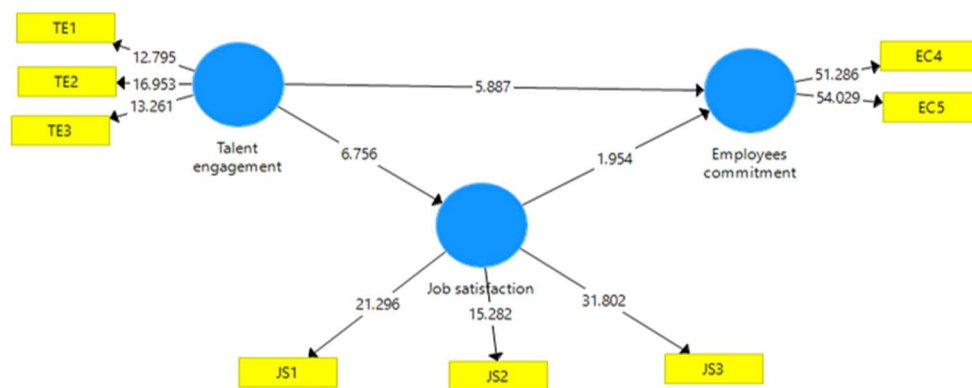 TE1
12.795
EC4
51.286
TE2
16.953
5.887
54.029
EC5
13.261
TE3
Talent
engagement
6.756
1.954
Employees
commitment
Job satisfaction
21.296
15.282
31.802
JS1
JS2
JS3